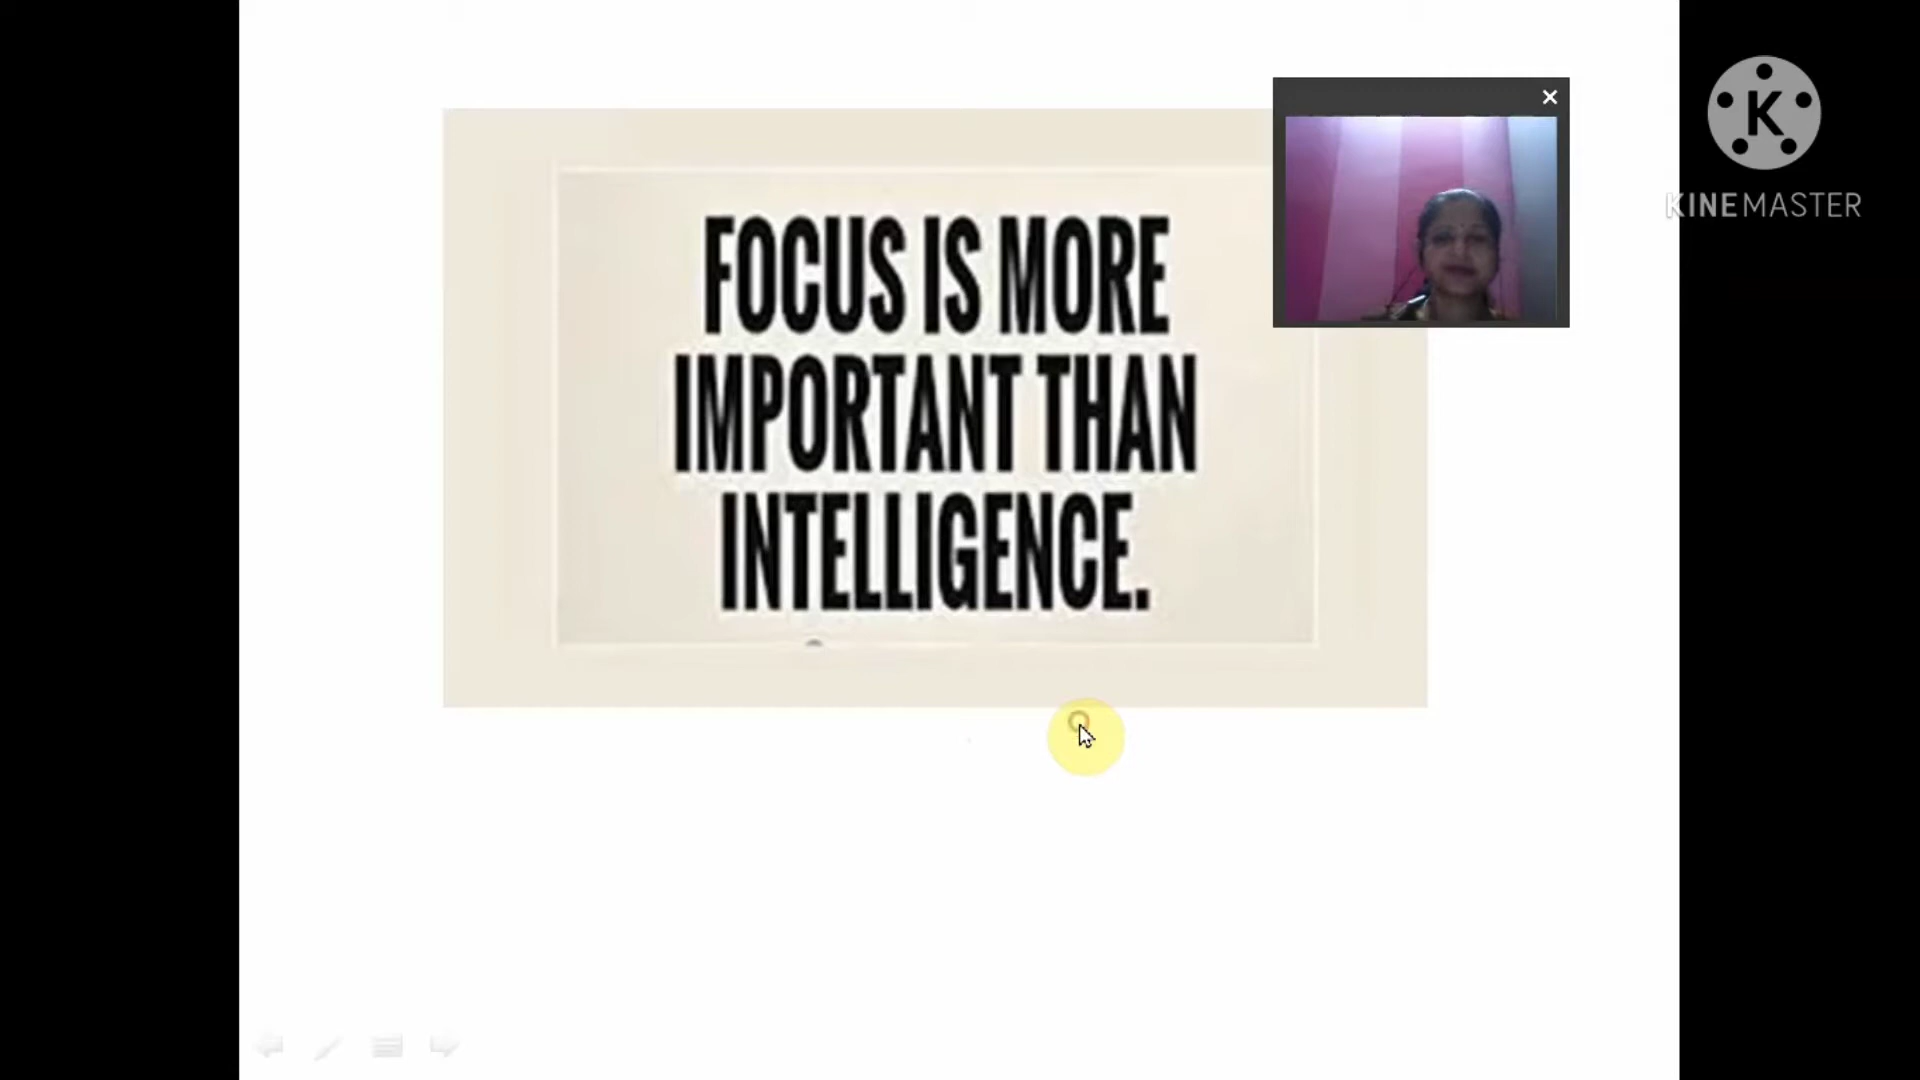 FOCUS IS MORE
IMPORTANT THAN
INTELLIGENCE.
K
KINEMASTER